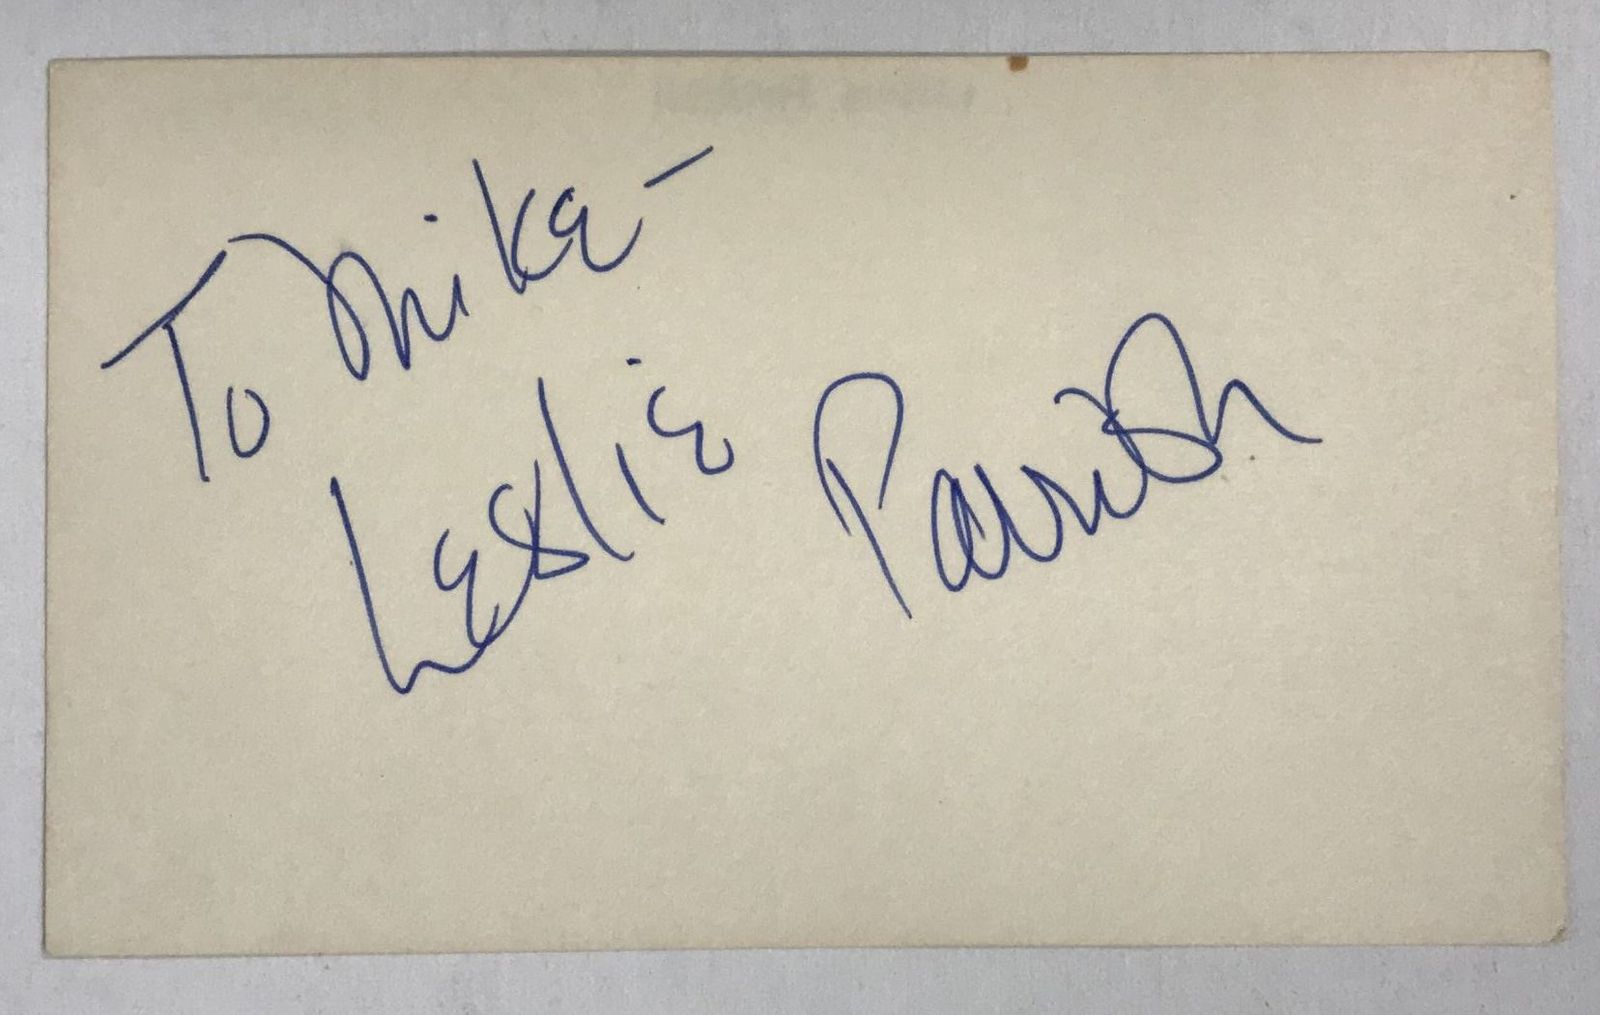 To Mike -
Leslie Parrish